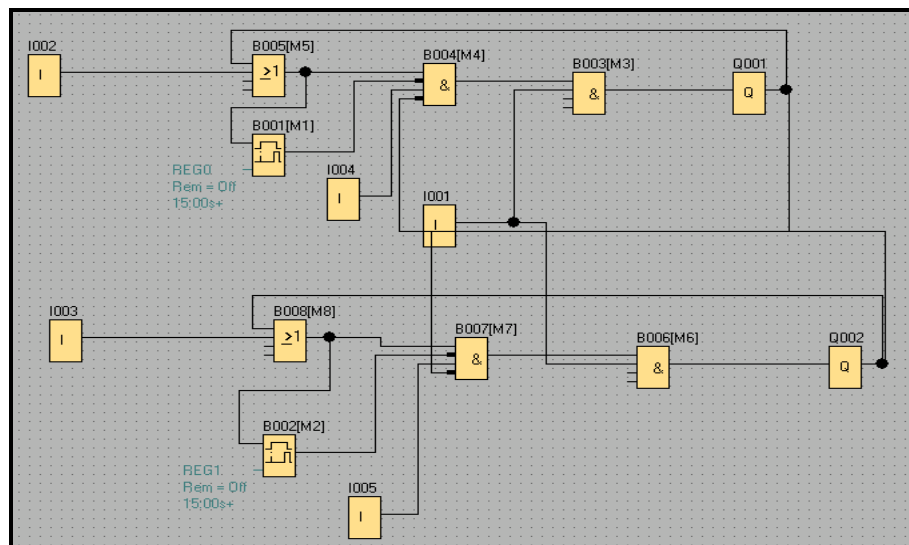 I002
I
B005[M5]
≥1
B004[M4]
&
B003[M3]
&
Q001
Q
B001[M1]
REG0
Rem = Off
15:00s+
I004
I
I001
I
I003
I
B008[M8]
≥1
B007[M7]
&
B006[M6]
&
Q002
Q
B002[M2]
REG1
Rem = Off
15:00s+
I005
I